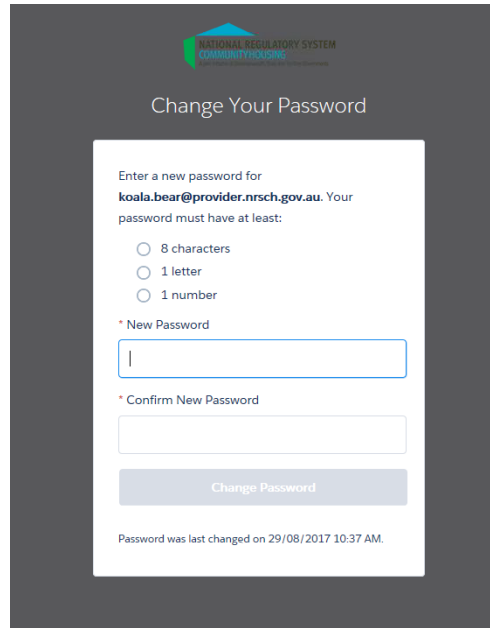 NATIONAL REGULATORY SYSTEM
COMMUNITYHOUSING
Change Your Password
Enter a new password for
koala.bear@provider.nrsch.gov.au. Your
password must have at least:
8 characters
1 letter
1 number
* New Password
* Confirm New Password
Change Password
Password was last changed on 29/08/2017 10:37 AM.